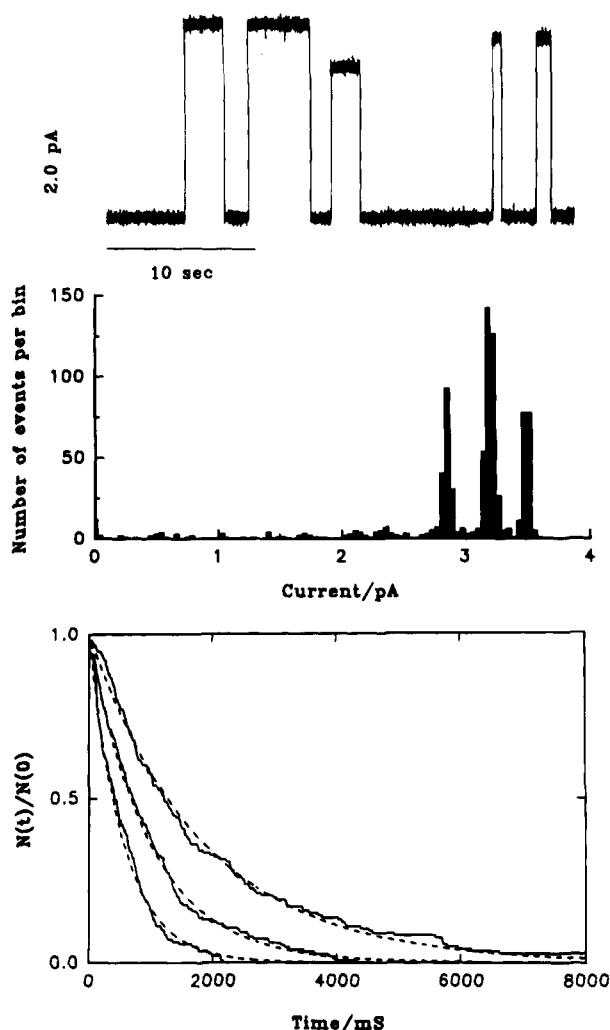 2.0 pA
10 sec
Number of events per bin
150
100
50
0
0 1 2 3 4
Current/pA
N(t)/N(0)
1.0
0.5
0.0
0 2000 4000 6000 8000
Time/mS